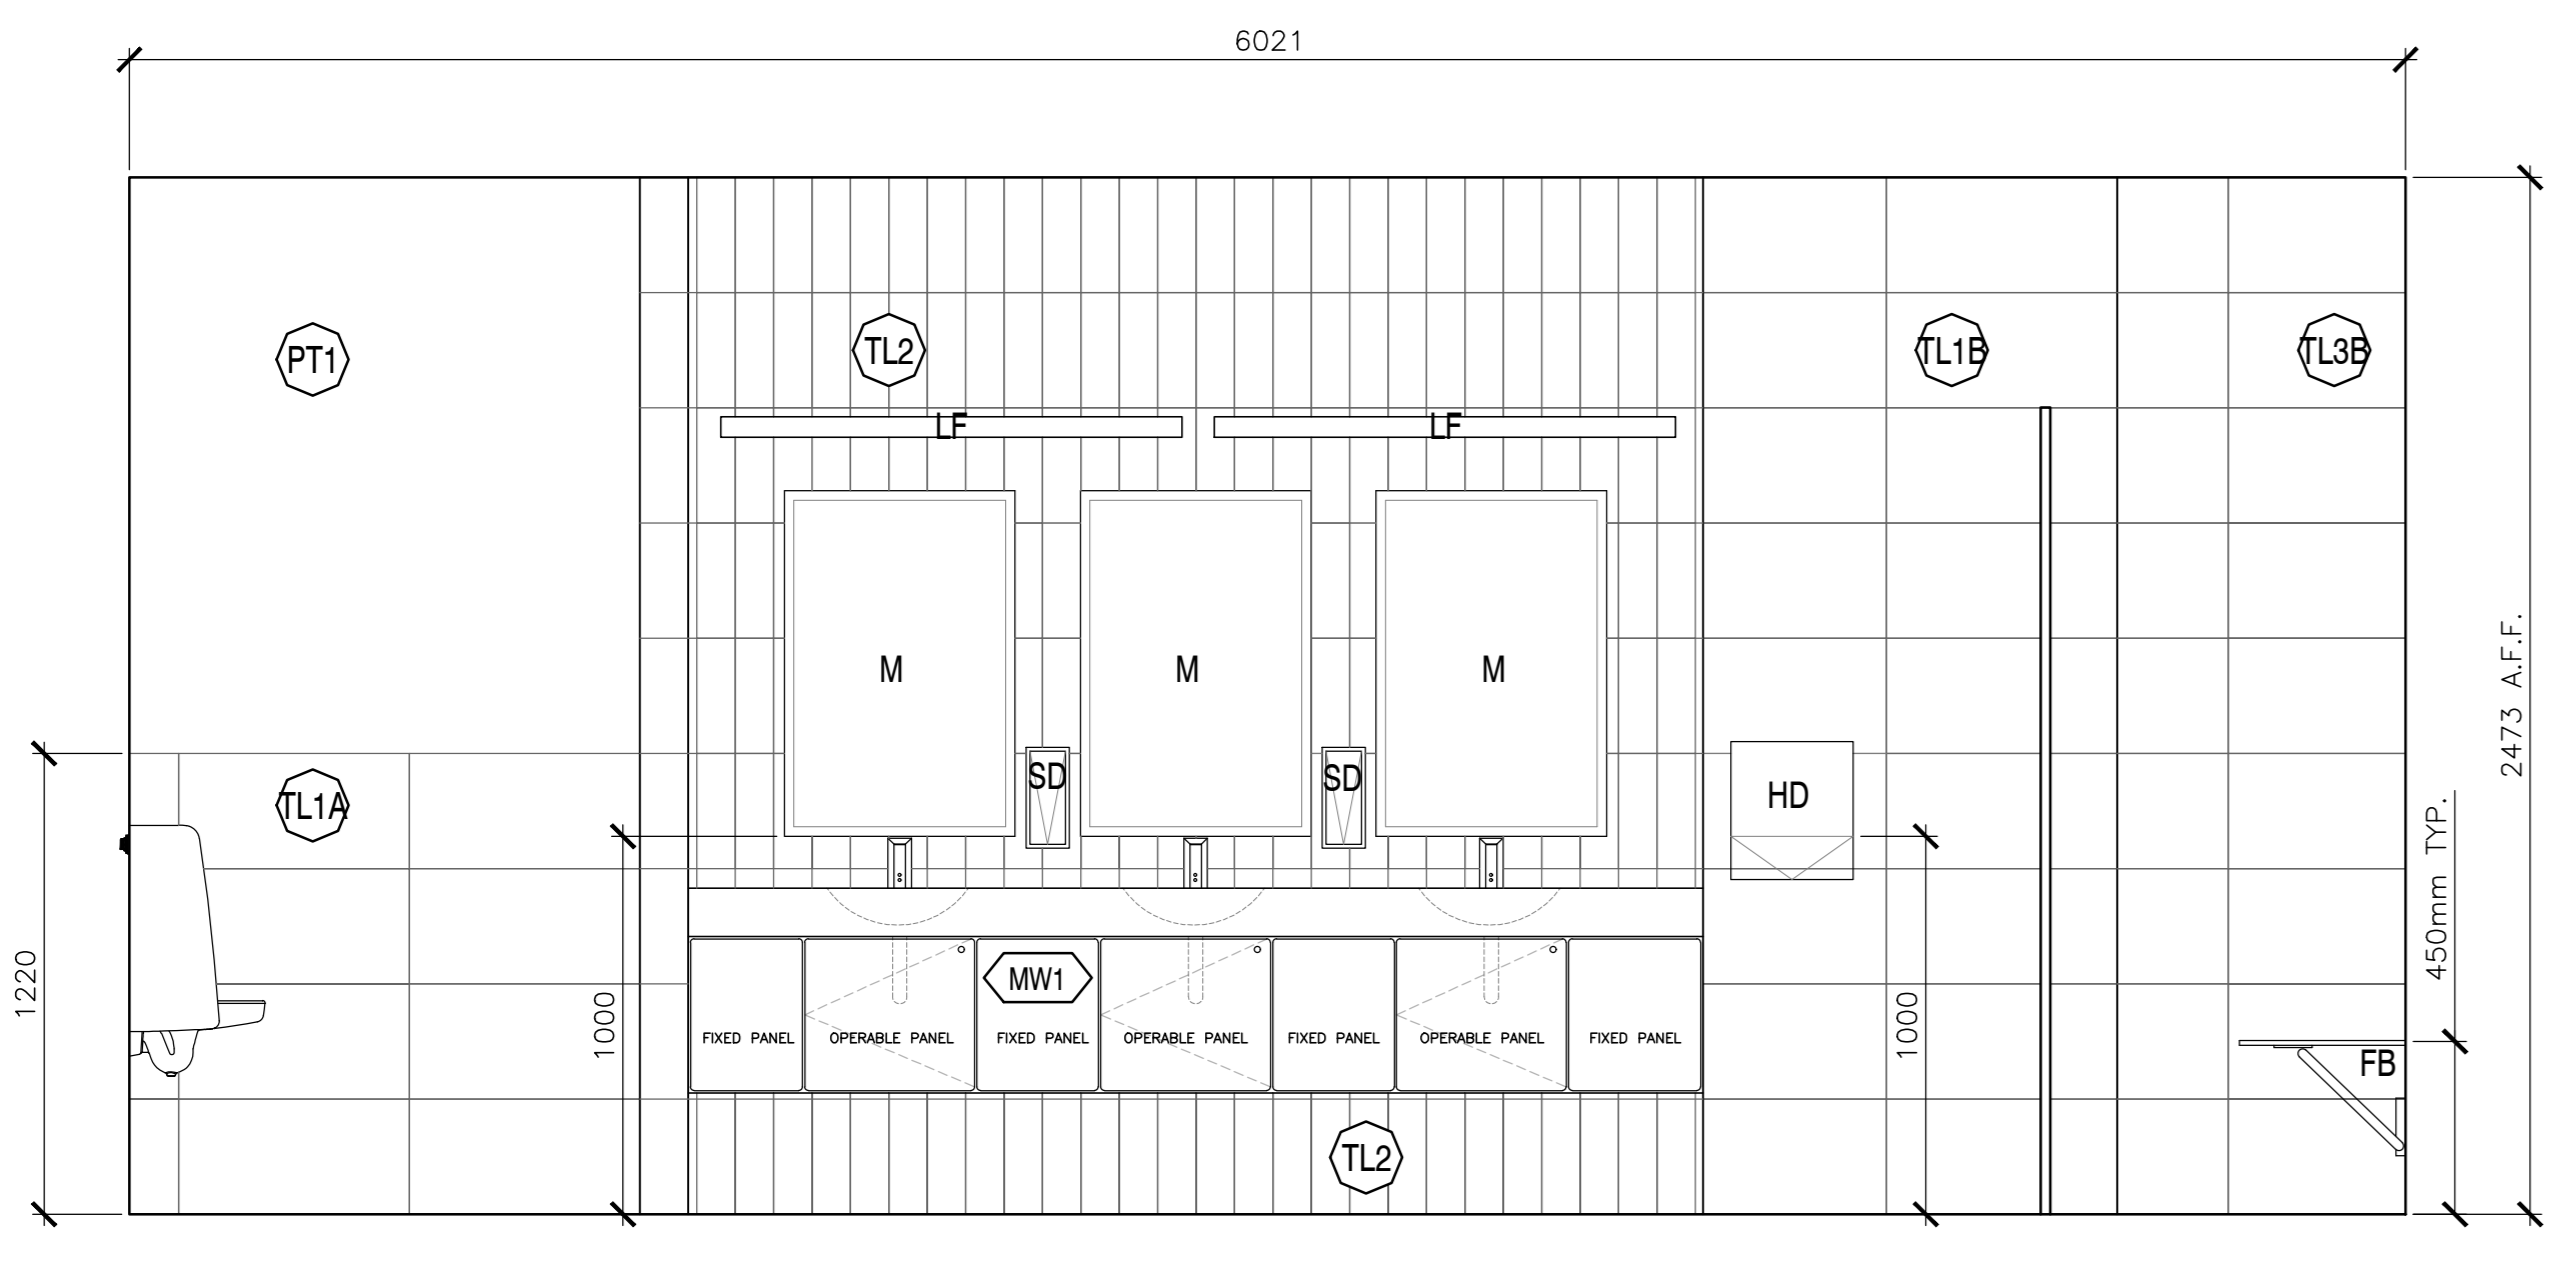 6021
PT1
TL2
TL1B
TL3B
LF
LF
M
M
M
2473 A.F.F.
TL1A
SD
SD
HD
450mm TYP.
1220
1000
MW1
1000
FIXED PANEL
OPERABLE PANEL
FIXED PANEL
OPERABLE PANEL
FIXED PANEL
OPERABLE PANEL
FIXED PANEL
FB
TL2